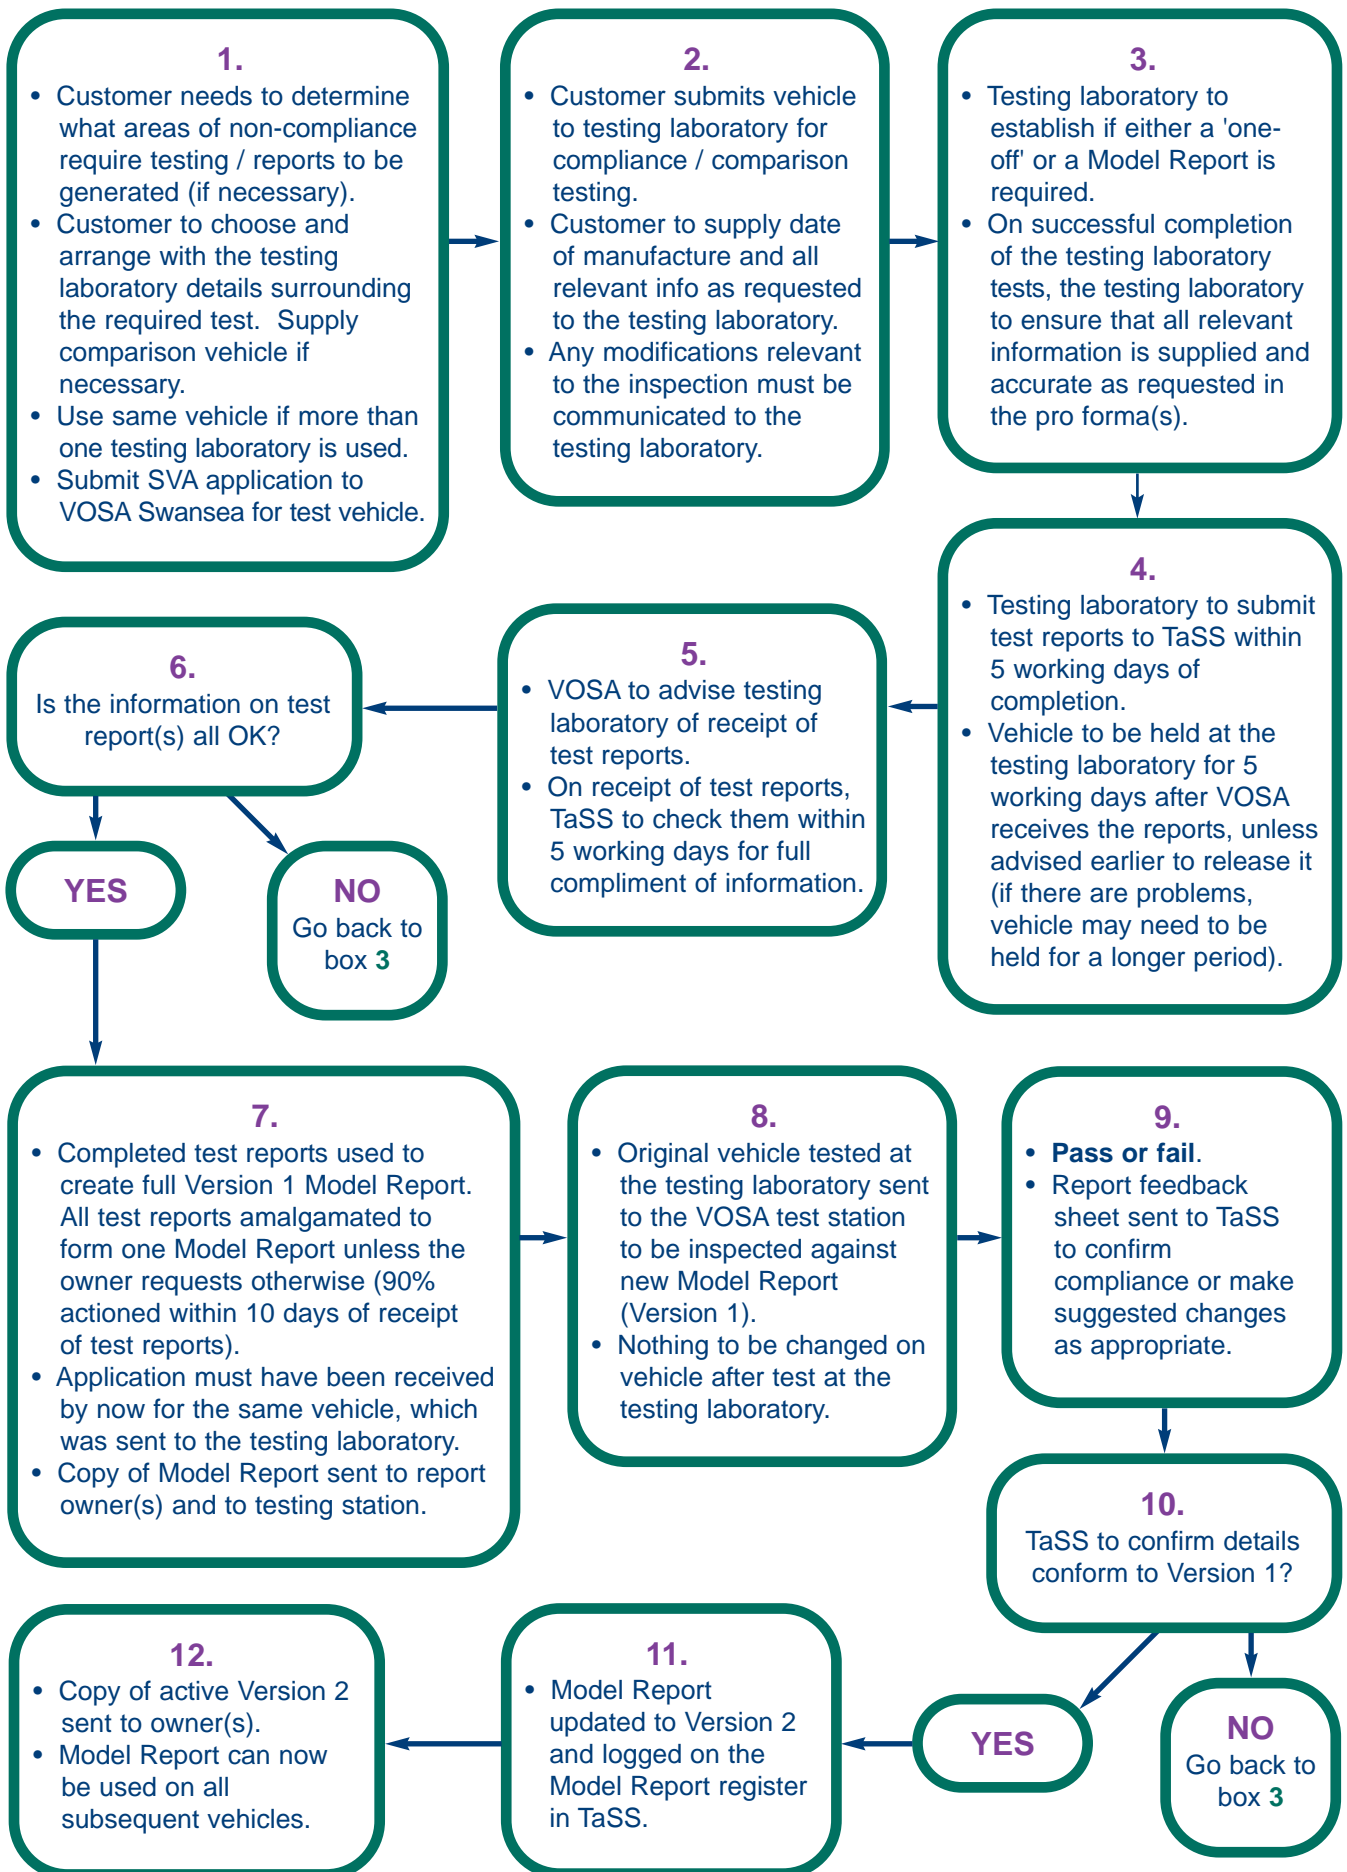 1.
• Customer needs to determine
what areas of non-compliance
require testing / reports to be
generated (if necessary).
• Customer to choose and
arrange with the testing
laboratory details surrounding
the required test.  Supply
comparison vehicle if
necessary.
• Use same vehicle if more than
one testing laboratory is used.
• Submit SVA application to
VOSA Swansea for test vehicle.
2.
• Customer submits vehicle
to testing laboratory for
compliance / comparison
testing.
• Customer to supply date
of manufacture and all
relevant info as requested
to the testing laboratory.
• Any modifications relevant
to the inspection must be
communicated to the
testing laboratory.
3.
• Testing laboratory to
establish if either a 'one-
off' or a Model Report is
required.
• On successful completion
of the testing laboratory
tests, the testing laboratory
to ensure that all relevant
information is supplied and
accurate as requested in
the pro forma(s).
4.
• Testing laboratory to submit
test reports to TaSS within
5 working days of
completion.
• Vehicle to be held at the
testing laboratory for 5
working days after VOSA
receives the reports, unless
advised earlier to release it
(if there are problems,
vehicle may need to be
held for a longer period).
5.
• VOSA to advise testing
laboratory of receipt of
test reports.
• On receipt of test reports,
TaSS to check them within
5 working days for full
compliment of information.
6.
Is the information on test
report(s) all OK?
YES
NO
Go back to
box 3
7.
• Completed test reports used to
create full Version 1 Model Report.
All test reports amalgamated to
form one Model Report unless the
owner requests otherwise (90%
actioned within 10 days of receipt
of test reports).
• Application must have been received
by now for the same vehicle, which
was sent to the testing laboratory.
• Copy of Model Report sent to report
owner(s) and to testing station.
8.
• Original vehicle tested at
the testing laboratory sent
to the VOSA test station
to be inspected against
new Model Report
(Version 1).
• Nothing to be changed on
vehicle after test at the
testing laboratory.
9.
• Pass or fail.
• Report feedback
sheet sent to TaSS
to confirm
compliance or make
suggested changes
as appropriate.
10.
TaSS to confirm details
conform to Version 1?
YES
NO
Go back to
box 3
11.
• Model Report
updated to Version 2
and logged on the
Model Report register
in TaSS.
12.
• Copy of active Version 2
sent to owner(s).
• Model Report can now
be used on all
subsequent vehicles.